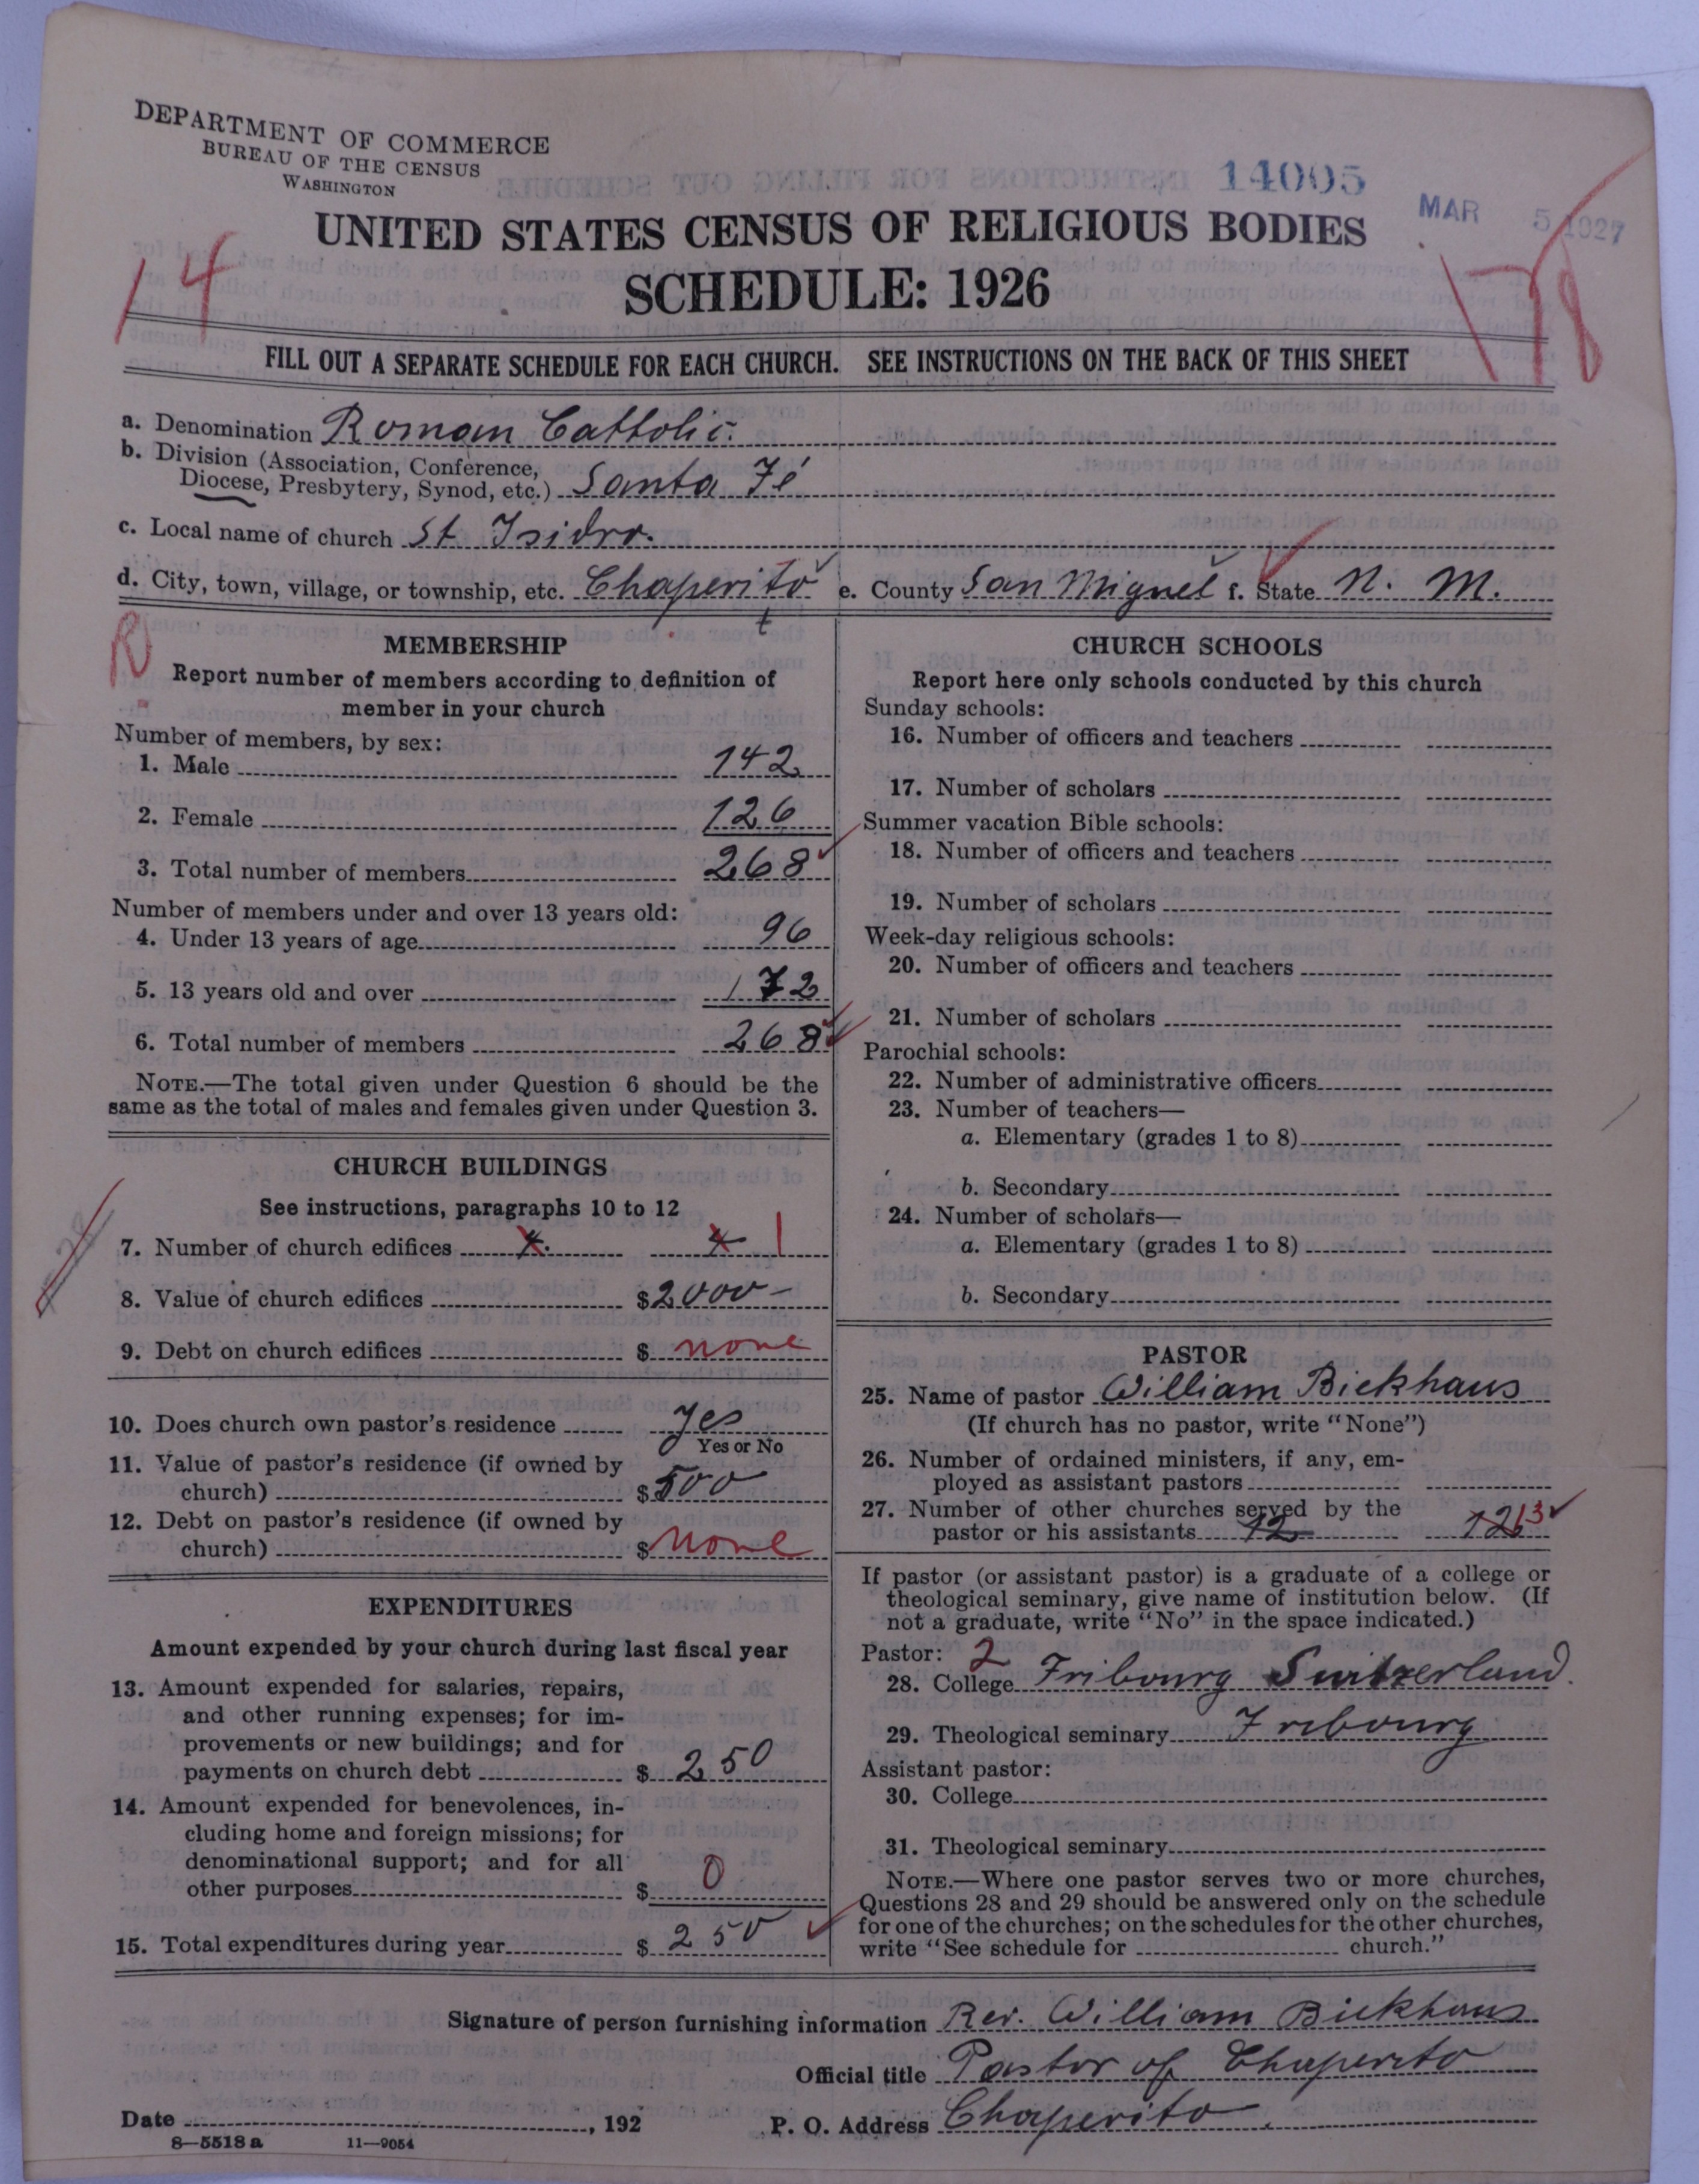 DEPARTMENT OF COMMERCE
BUREAU OF THE CENSUS
WASHINGTON
14005
MAR 5 1927
UNITED STATES CENSUS OF RELIGIOUS BODIES
SCHEDULE: 1926
14
178
FILL OUT A SEPARATE SCHEDULE FOR EACH CHURCH. SEE INSTRUCTIONS ON THE BACK OF THIS SHEET
a. Denomination Roman Cattholic.
b. Division (Association, Conference,
Diocese, Presbytery, Synod, etc.) Santa Fé
c. Local name of church St Isidro.
d. City, town, village, or township, etc. Chaperito e. County San Miguel f. State N. M.
t
R
MEMBERSHIP
Report number of members according to definition of
member in your church
Number of members, by sex:
1. Male 142
2. Female 126
3. Total number of members 268
Number of members under and over 13 years old:
4. Under 13 years of age 96
5. 13 years old and over 172
6. Total number of members 268
NOTE.—The total given under Question 6 should be the
same as the total of males and females given under Question 3.
CHURCH BUILDINGS
See instructions, paragraphs 10 to 12
7. Number of church edifices 1
8. Value of church edifices $2000-
9. Debt on church edifices $ none
10. Does church own pastor's residence yes
Yes or No
11. Value of pastor's residence (if owned by
church) $500
12. Debt on pastor's residence (if owned by
church) $none
EXPENDITURES
Amount expended by your church during last fiscal year
13. Amount expended for salaries, repairs,
and other running expenses; for im-
provements or new buildings; and for
payments on church debt $ 250
14. Amount expended for benevolences, in-
cluding home and foreign missions; for
denominational support; and for all
other purposes $ 0
15. Total expenditures during year $ 250
CHURCH SCHOOLS
Report here only schools conducted by this church
Sunday schools:
16. Number of officers and teachers
17. Number of scholars
Summer vacation Bible schools:
18. Number of officers and teachers
19. Number of scholars
Week-day religious schools:
20. Number of officers and teachers
21. Number of scholars
Parochial schools:
22. Number of administrative officers
23. Number of teachers—
a. Elementary (grades 1 to 8)
b. Secondary
24. Number of scholars—
a. Elementary (grades 1 to 8)
b. Secondary
PASTOR
25. Name of pastor William Bickhaus
(If church has no pastor, write "None")
26. Number of ordained ministers, if any, em-
ployed as assistant pastors
27. Number of other churches served by the
pastor or his assistants 12 12 13
If pastor (or assistant pastor) is a graduate of a college or
theological seminary, give name of institution below. (If
not a graduate, write "No" in the space indicated.)
Pastor: 2
28. College Fribourg Switzerland.
29. Theological seminary Fribourg
Assistant pastor:
30. College
31. Theological seminary
NOTE.—Where one pastor serves two or more churches,
Questions 28 and 29 should be answered only on the schedule
for one of the churches; on the schedules for the other churches,
write "See schedule for church."
Signature of person furnishing information Rev. William Bickhaus
Official title Pastor of Chaperito
Date , 192 P. O. Address Chaperito.
8—5518 a 11—9054